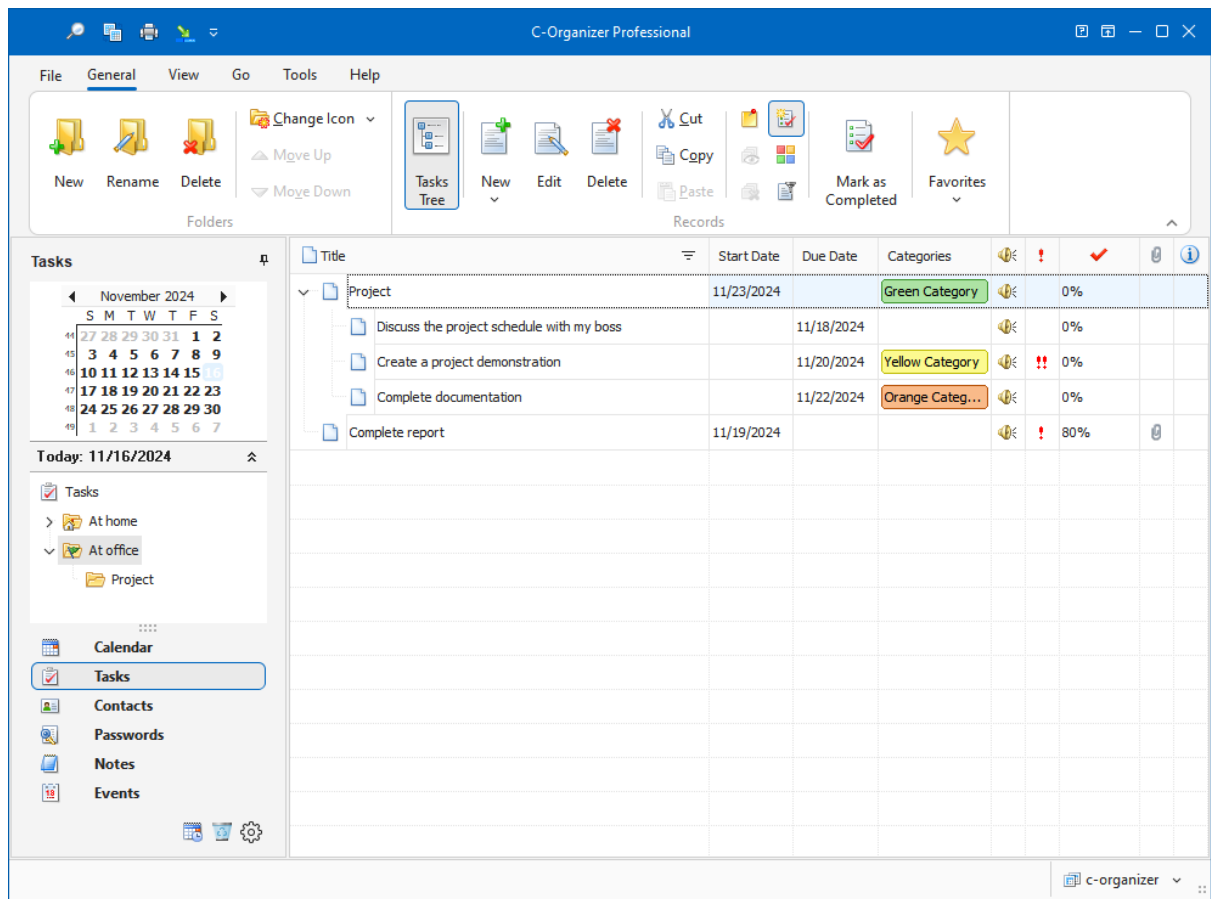 C-Organizer Professional
File General View Go Tools Help
New Rename Delete
Change Icon
Move Up
Move Down
Folders
Tasks Tree
New Edit Delete
Cut
Copy
Paste
Mark as Completed
Favorites
Records
Tasks
November 2024
S M T W T F S
44 27 28 29 30 31 1 2
45 3 4 5 6 7 8 9
46 10 11 12 13 14 15 16
47 17 18 19 20 21 22 23
48 24 25 26 27 28 29 30
49 1 2 3 4 5 6 7
Today: 11/16/2024
Tasks
At home
At office
Project
Calendar
Tasks
Contacts
Passwords
Notes
Events
Title Start Date Due Date Categories
Project 11/23/2024 Green Category 0%
Discuss the project schedule with my boss 11/18/2024 0%
Create a project demonstration 11/20/2024 Yellow Category 0%
Complete documentation 11/22/2024 Orange Categ... 0%
Complete report 11/19/2024 80%
c-organizer